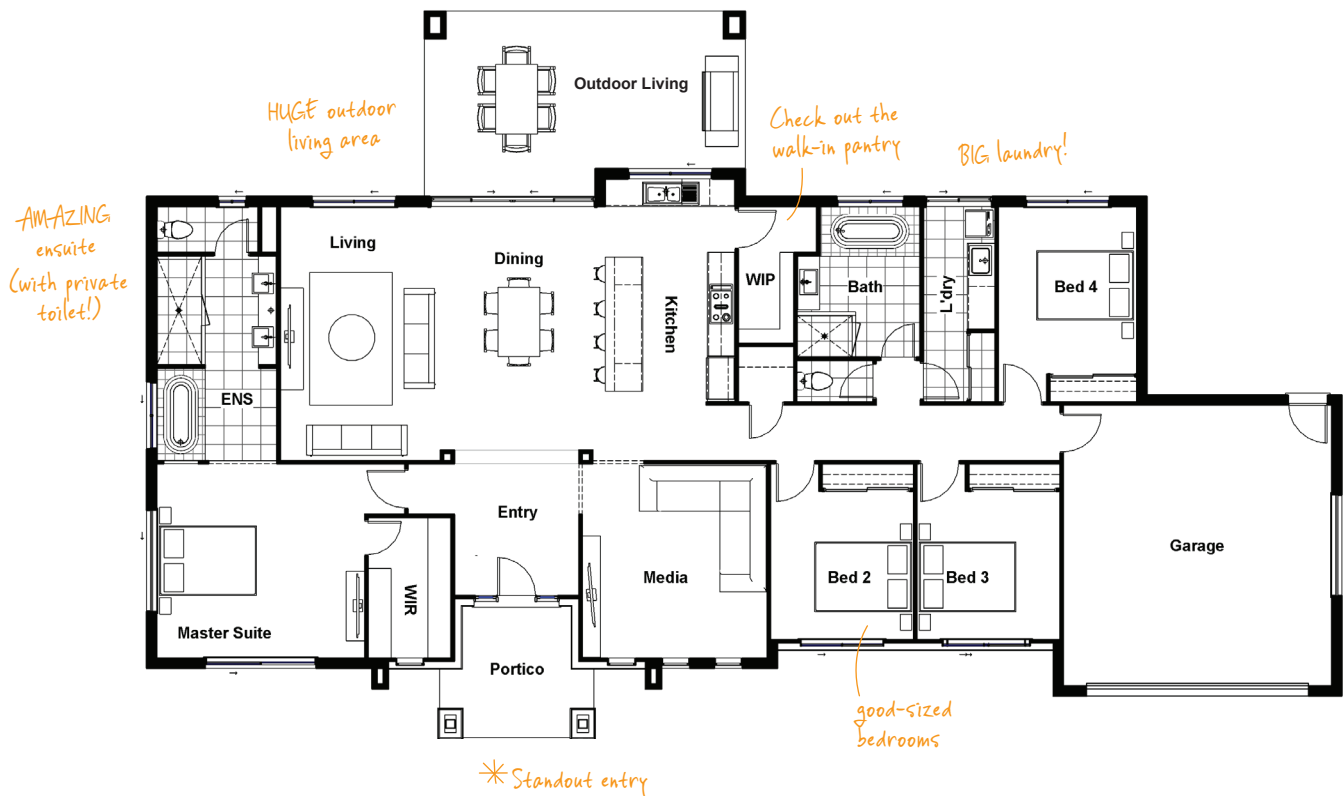 Outdoor Living
HUGE outdoor
living area
Check out the
walk-in pantry
BIG laundry!
AMAZING
ensuite
(with private
toilet!)
Living
Dining
Kitchen
WIP
Bath
L'dry
Bed 4
ENS
Entry
Master Suite
WIR
Media
Bed 2
Bed 3
Garage
Portico
good-sized
bedrooms
Standout entry